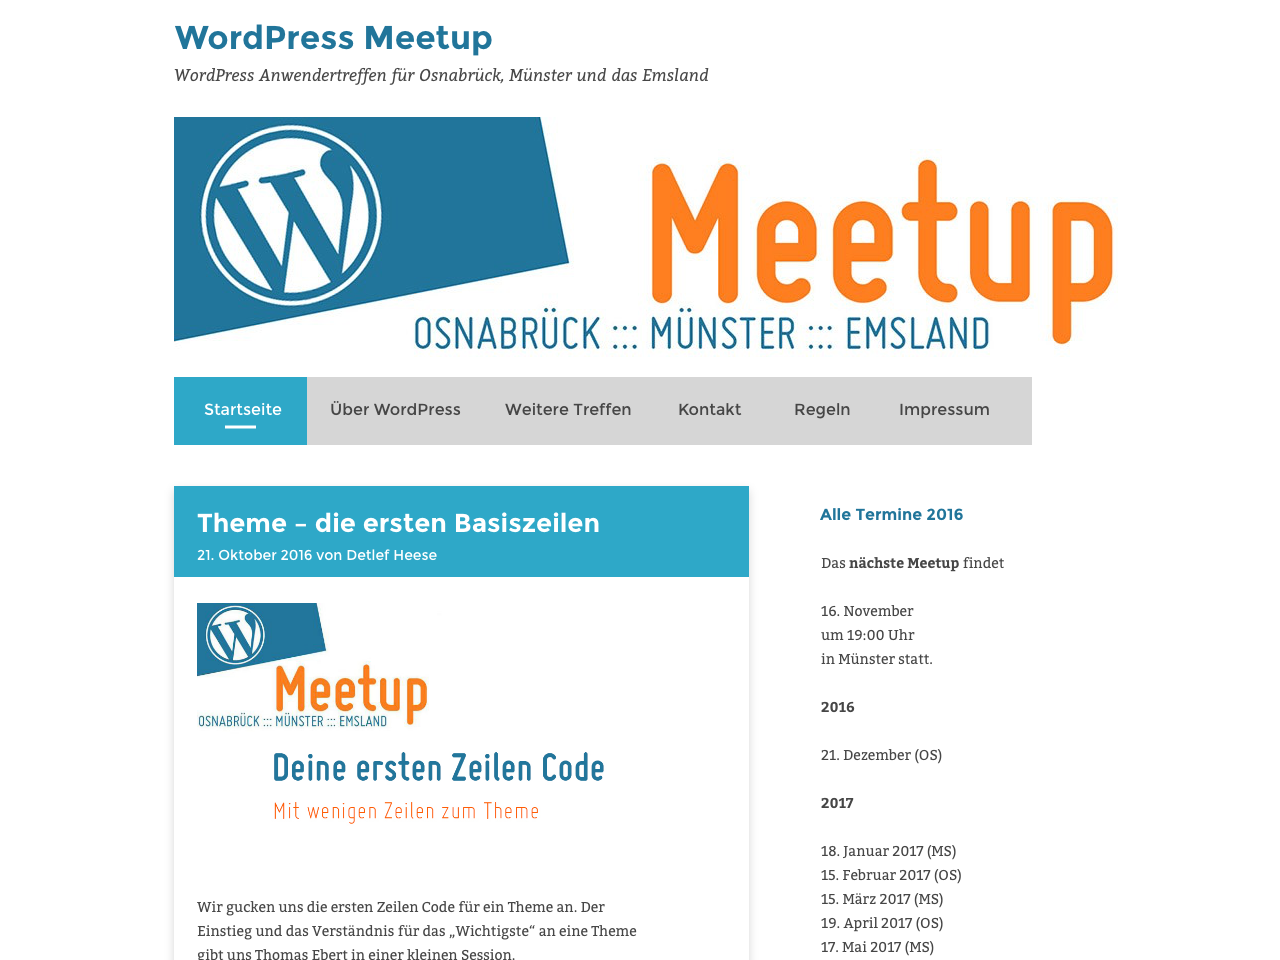 WordPress Meetup
WordPress Anwendertreffen für Osnabrück, Münster und das Emsland
Meetup
OSNABRÜCK ::: MÜNSTER ::: EMSLAND
Startseite Über WordPress Weitere Treffen Kontakt Regeln Impressum
Theme – die ersten Basiszeilen
21. Oktober 2016 von Detlef Heese
Meetup
OSNABRÜCK ::: MÜNSTER ::: EMSLAND
Deine ersten Zeilen Code
Mit wenigen Zeilen zum Theme
Wir gucken uns die ersten Zeilen Code für ein Theme an. Der
Einstieg und das Verständnis für das „Wichtigste“ an eine Theme
gibt uns Thomas Ebert in einer kleinen Session.
Alle Termine 2016
Das nächste Meetup findet
16. November
um 19:00 Uhr
in Münster statt.
2016
21. Dezember (OS)
2017
18. Januar 2017 (MS)
15. Februar 2017 (OS)
15. März 2017 (MS)
19. April 2017 (OS)
17. Mai 2017 (MS)